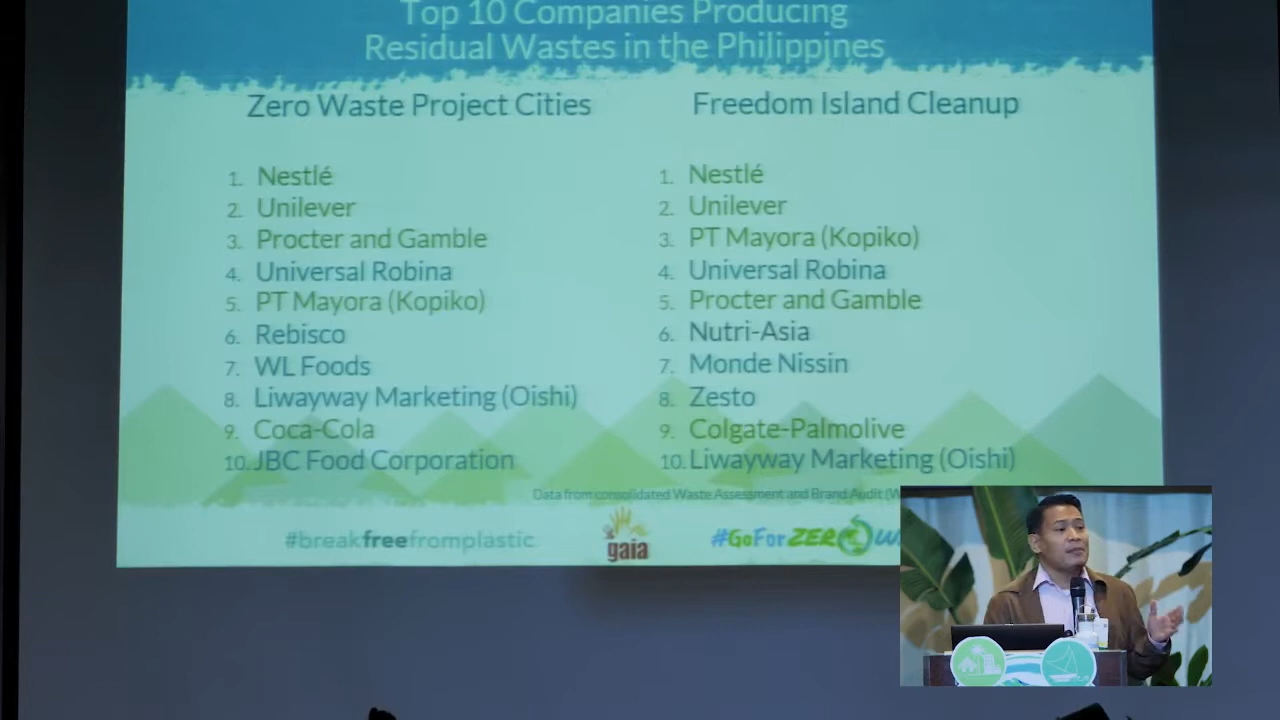 Top 10 Companies Producing
Residual Wastes in the Philippines
Zero Waste Project Cities
1. Nestlé
2. Unilever
3. Procter and Gamble
4. Universal Robina
5. PT Mayora (Kopiko)
6. Rebisco
7. WL Foods
8. Liwayway Marketing (Oishi)
9. Coca-Cola
10. JBC Food Corporation
Freedom Island Cleanup
1. Nestlé
2. Unilever
3. PT Mayora (Kopiko)
4. Universal Robina
5. Procter and Gamble
6. Nutri-Asia
7. Monde Nissin
8. Zesto
9. Colgate-Palmolive
10. Liwayway Marketing (Oishi)
Data from consolidated Waste Assessment and Brand Audit
#breakfreefromplastic
gaia
#GoForZERO